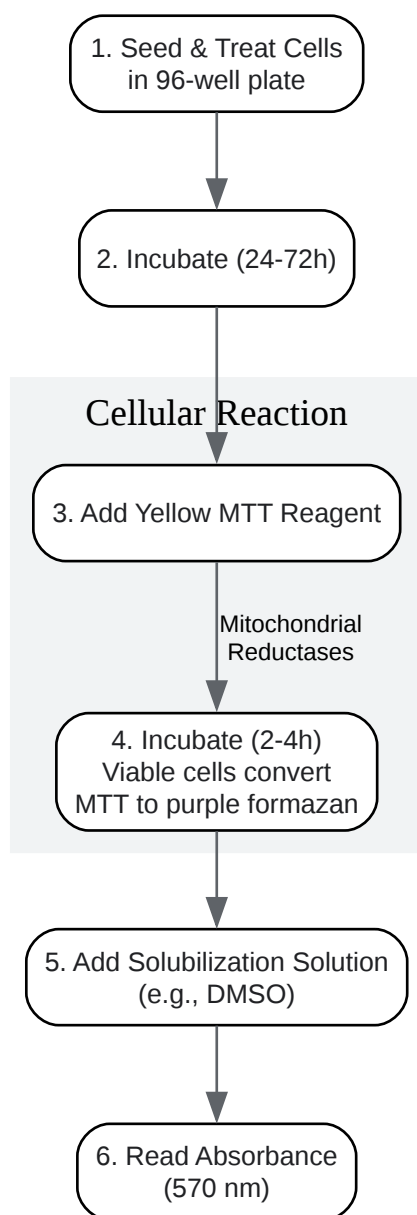 1. Seed & Treat Cells
in 96-well plate
2. Incubate (24-72h)
Cellular Reaction
3. Add Yellow MTT Reagent
Mitochondrial
Reductases
4. Incubate (2-4h)
Viable cells convert
MTT to purple formazan
5. Add Solubilization Solution
(e.g., DMSO)
6. Read Absorbance
(570 nm)